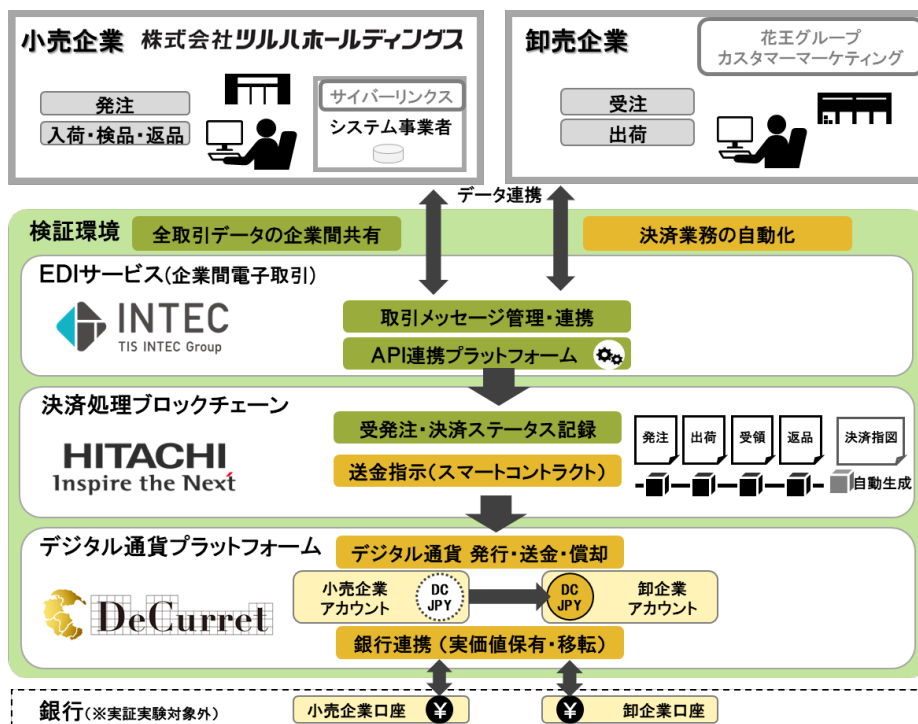 小売企業 株式会社ツルハホールディングス
発注
入荷・検品・返品
サイバーリンクス
システム事業者
卸売企業
花王グループ
カスタマーマーケティング
受注
出荷
データ連携
検証環境
全取引データの企業間共有
決済業務の自動化
EDIサービス(企業間電子取引)
INTEC
TIS INTEC Group
取引メッセージ管理・連携
API連携プラットフォーム
決済処理ブロックチェーン
HITACHI
Inspire the Next
受発注・決済ステータス記録
送金指示(スマートコントラクト)
発注 出荷 受領 返品 決済指図
自動生成
デジタル通貨プラットフォーム
デジタル通貨 発行・送金・償却
DeCurret
小売企業
アカウント
DC
JPY
DC
JPY
卸企業
アカウント
銀行連携 (実価値保有・移転)
銀行(※実証実験対象外)
小売企業口座 ¥
¥ 卸企業口座